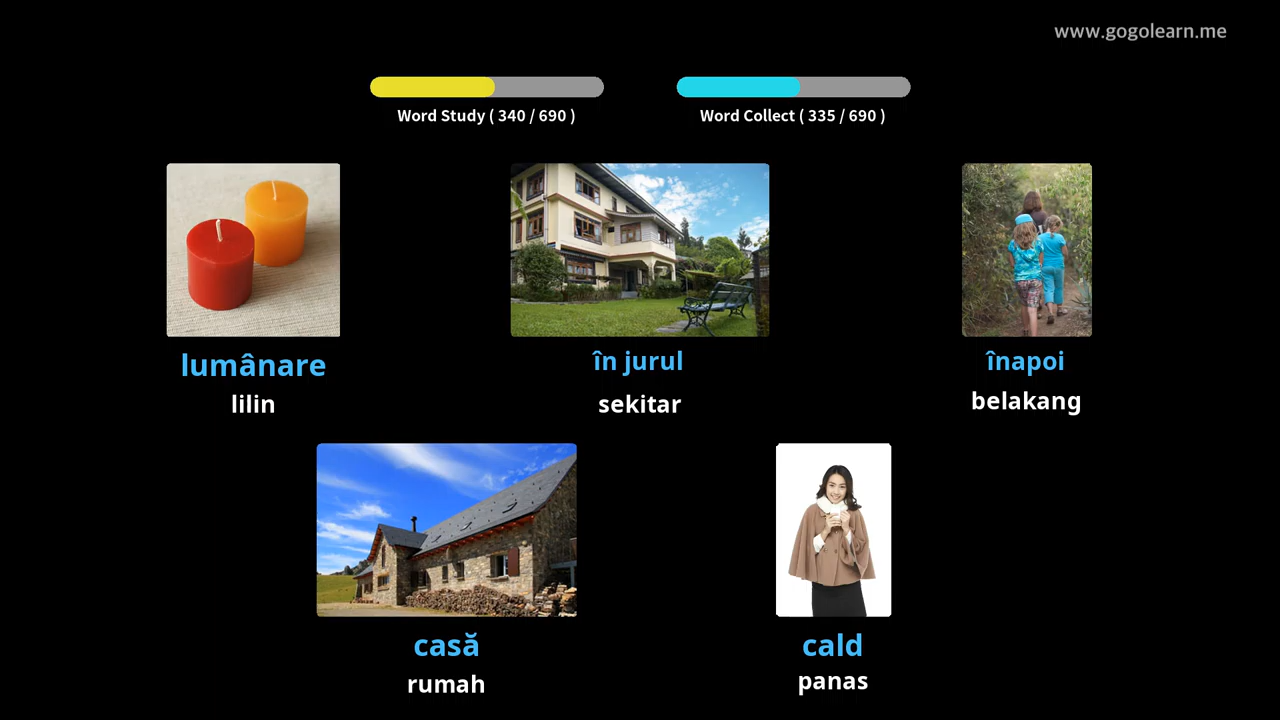 www.gogolearn.me
Word Study ( 340 / 690 )
Word Collect ( 335 / 690 )
lumânare
lilin
în jurul
sekitar
înapoi
belakang
casă
rumah
cald
panas